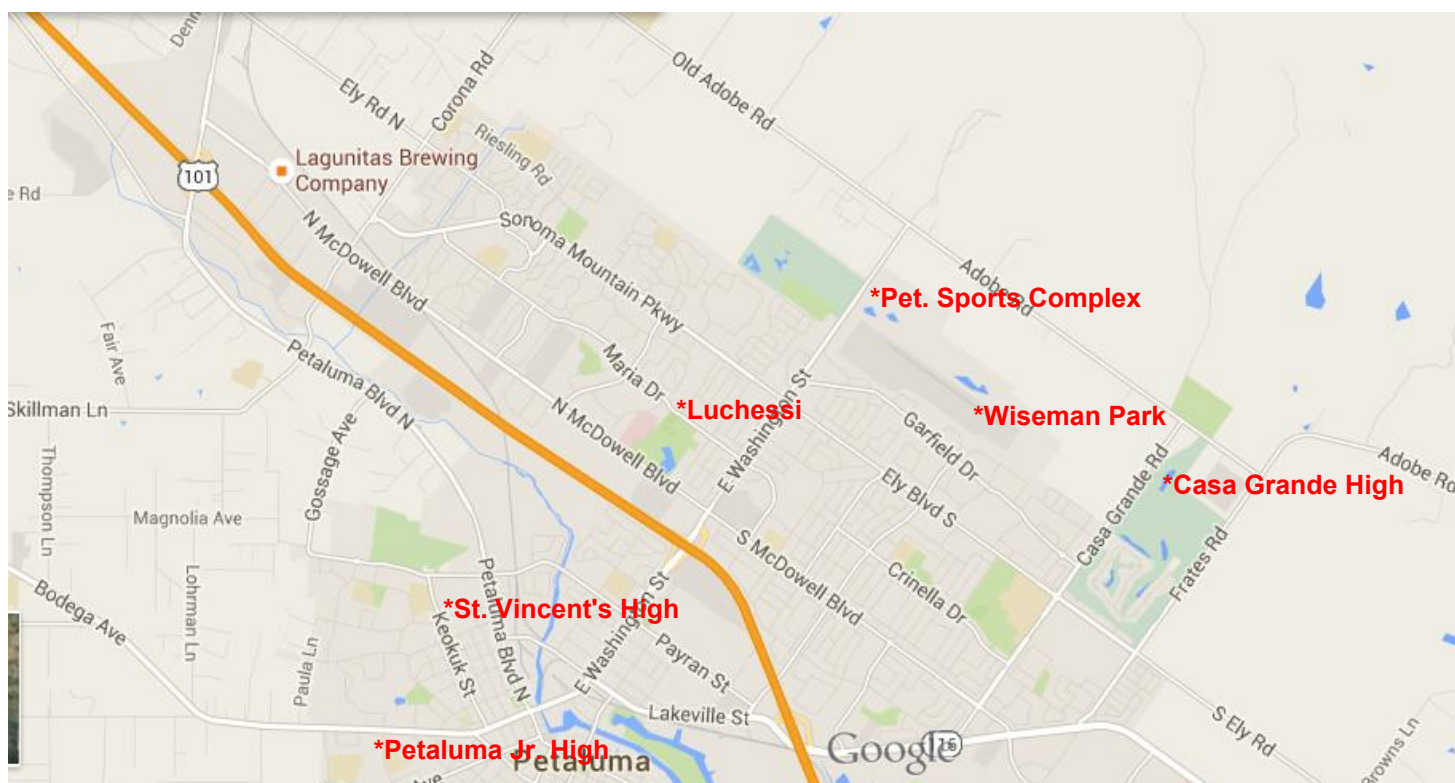 Old Adobe Rd
Ely Rd N
Corona Rd
Riesling Rd
Lagunitas Brewing
Company
101
e Rd
N McDowell Blvd
Sonoma Mountain Pkwy
Adobe Rd
*Pet. Sports Complex
Fair Ave
Petaluma Blvd N
Maria Dr
*Luchessi
E Washington St
*Wiseman Park
Skillman Ln
N McDowell Blvd
Garfield Dr
Gossage Ave
Thompson Ln
Ely Blvd S
Casa Grande Rd
Adobe Rd
*Casa Grande High
Magnolia Ave
S McDowell Blvd
Frates Rd
Crinella Dr
Petaluma Blvd N
Lohrman Ln
Bodega Ave
*St. Vincent's High
Keokuk St
E Washington St
Payran St
Paula Ln
Lakeville St
S Ely Rd
Browns Ln
Google
116
*Petaluma Jr. High
Petaluma